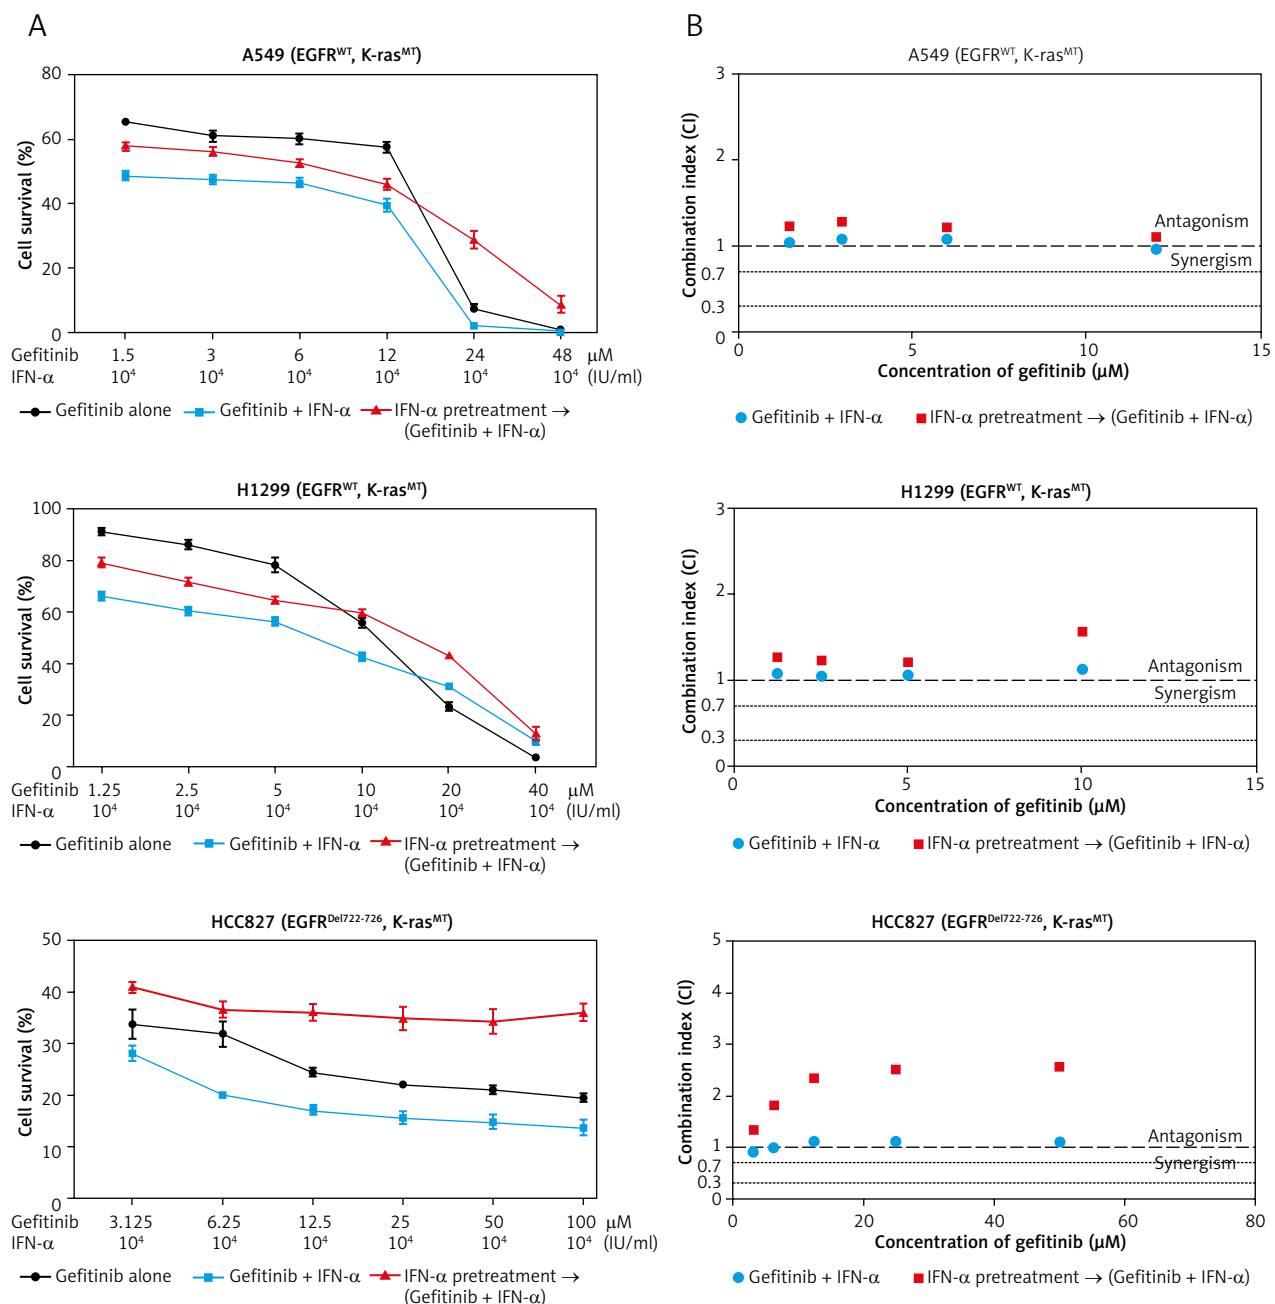 A
A549 (EGFRᵂᵀ, K-rasᴹᵀ)
Cell survival (%)
80
60
40
20
0
Gefitinib 1.5 3 6 12 24 48 μM
IFN-α 10⁴ 10⁴ 10⁴ 10⁴ 10⁴ 10⁴ (IU/ml)
Gefitinib alone Gefitinib + IFN-α IFN-α pretreatment →
(Gefitinib + IFN-α)
B
A549 (EGFRᵂᵀ, K-rasᴹᵀ)
Combination index (CI)
3
2
1
0.7
0.3
0
Antagonism
Synergism
0 5 10 15
Concentration of gefitinib (μM)
Gefitinib + IFN-α IFN-α pretreatment → (Gefitinib + IFN-α)
H1299 (EGFRᵂᵀ, K-rasᴹᵀ)
Cell survival (%)
100
80
60
40
20
0
Gefitinib 1.25 2.5 5 10 20 40 μM
IFN-α 10⁴ 10⁴ 10⁴ 10⁴ 10⁴ 10⁴ (IU/ml)
Gefitinib alone Gefitinib + IFN-α IFN-α pretreatment →
(Gefitinib + IFN-α)
H1299 (EGFRᵂᵀ, K-rasᴹᵀ)
Combination index (CI)
3
2
1
0.7
0.3
0
Antagonism
Synergism
0 5 10 15
Concentration of gefitinib (μM)
Gefitinib + IFN-α IFN-α pretreatment → (Gefitinib + IFN-α)
HCC827 (EGFRᴰᵉˡ⁷²²⁻⁷²⁶, K-rasᴹᵀ)
Cell survival (%)
50
40
30
20
10
0
Gefitinib 3.125 6.25 12.5 25 50 100 μM
IFN-α 10⁴ 10⁴ 10⁴ 10⁴ 10⁴ 10⁴ (IU/ml)
Gefitinib alone Gefitinib + IFN-α IFN-α pretreatment →
(Gefitinib + IFN-α)
HCC827 (EGFRᴰᵉˡ⁷²²⁻⁷²⁶, K-rasᴹᵀ)
Combination index (CI)
5
4
3
2
1
0.7
0.3
0
Antagonism
Synergism
0 20 40 60 80
Concentration of gefitinib (μM)
Gefitinib + IFN-α IFN-α pretreatment → (Gefitinib + IFN-α)